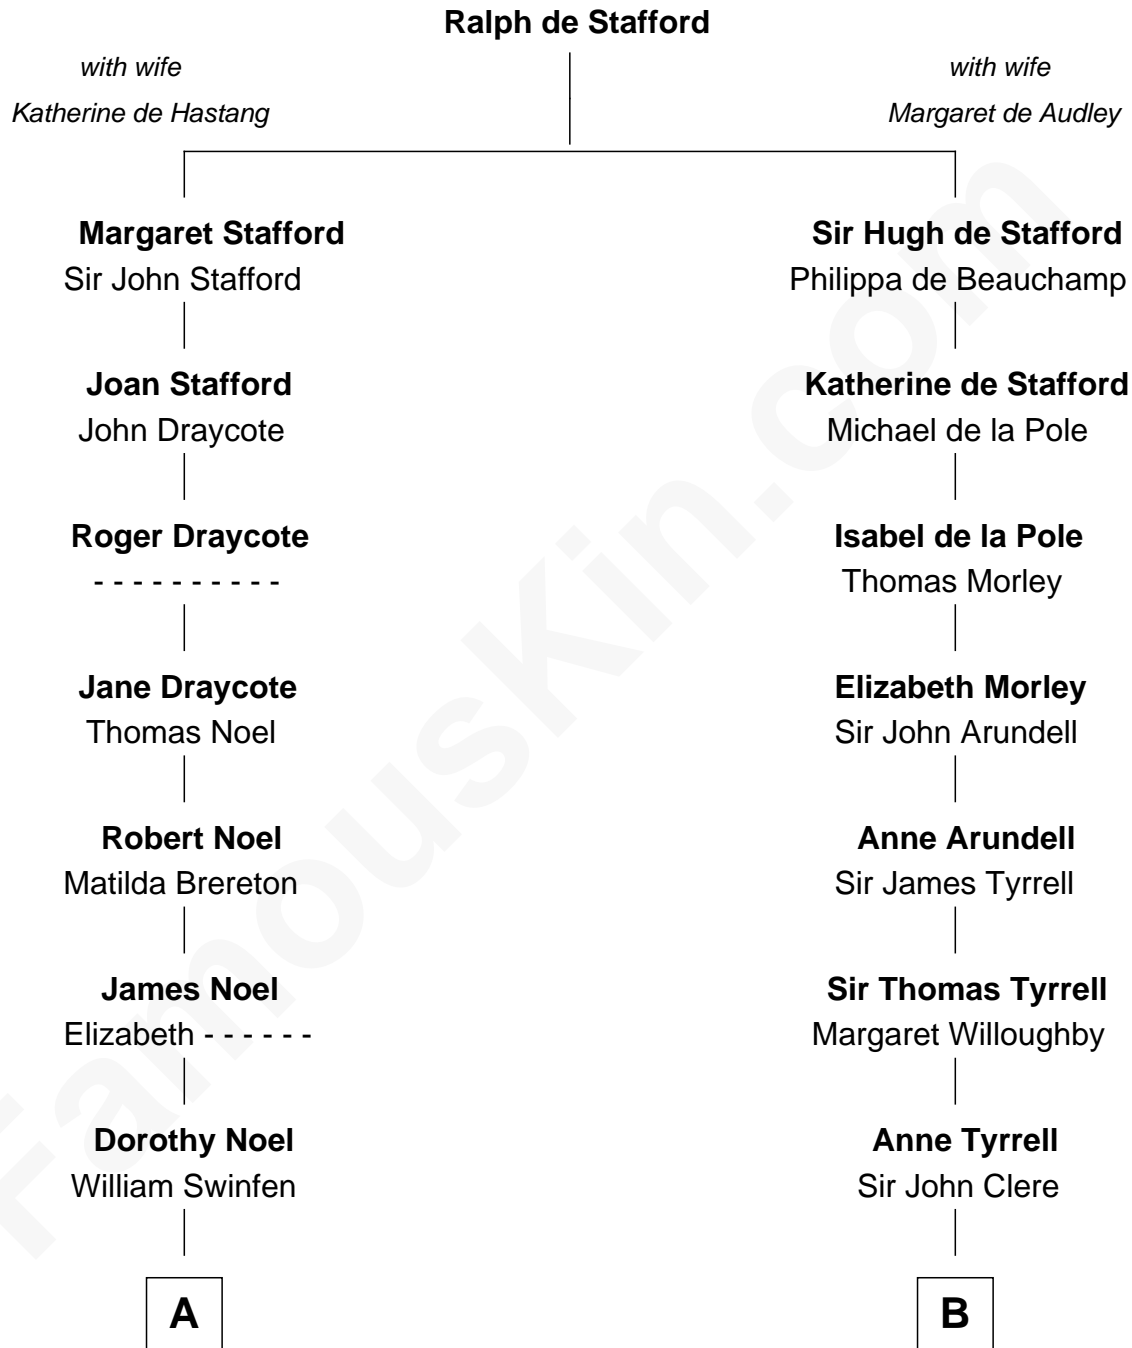 Ralph de Stafford
with wife
Katherine de Hastang
with wife
Margaret de Audley
Margaret Stafford
Sir John Stafford
Sir Hugh de Stafford
Philippa de Beauchamp
Joan Stafford
John Draycote
Katherine de Stafford
Michael de la Pole
Roger Draycote
- - - - - - - - - -
Isabel de la Pole
Thomas Morley
Jane Draycote
Thomas Noel
Elizabeth Morley
Sir John Arundell
Robert Noel
Matilda Brereton
Anne Arundell
Sir James Tyrrell
James Noel
Elizabeth - - - - - -
Sir Thomas Tyrrell
Margaret Willoughby
Dorothy Noel
William Swinfen
Anne Tyrrell
Sir John Clere
A
B
FamousKin.com